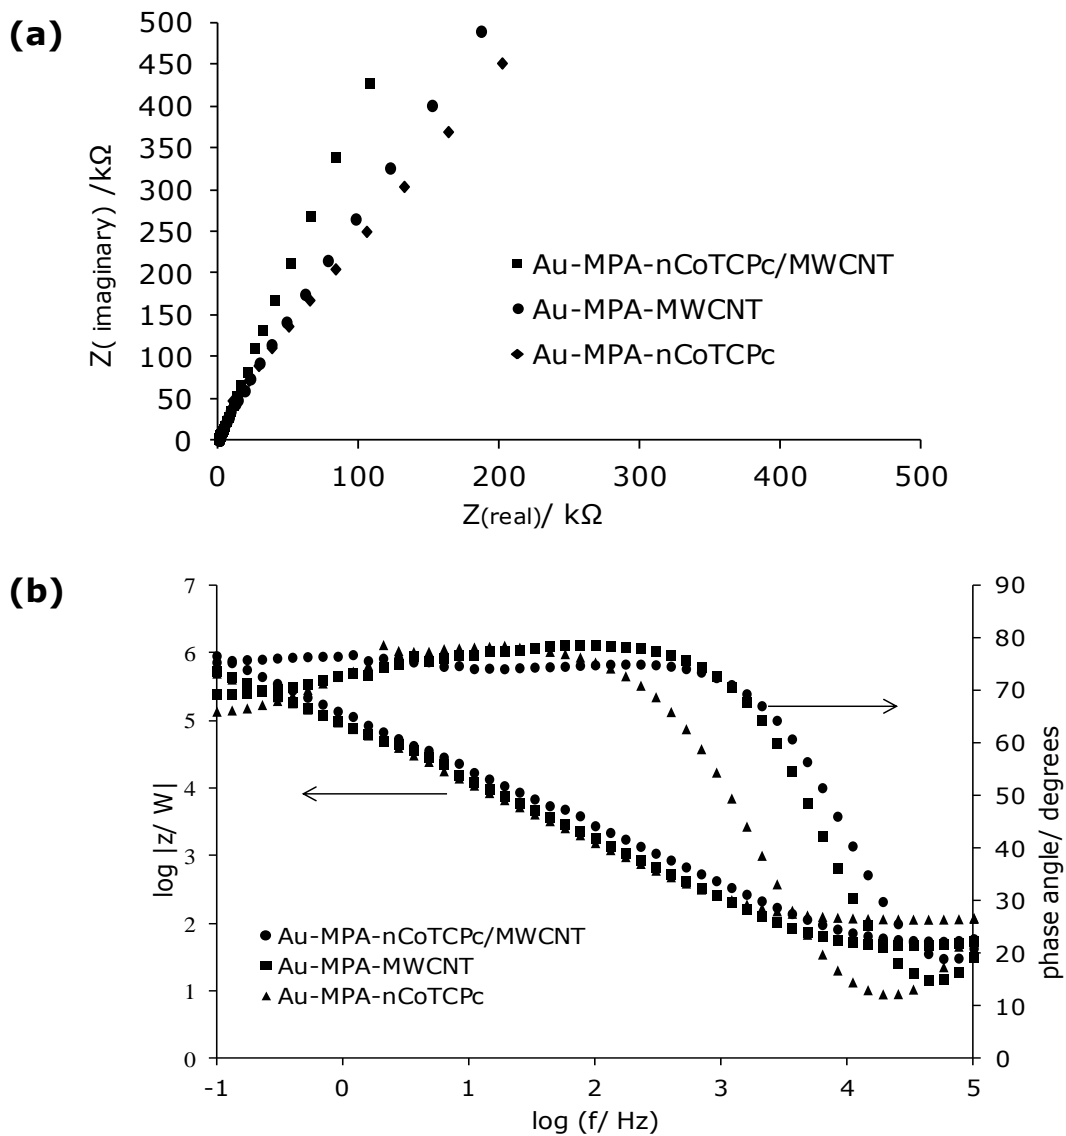 (a)
500
450
400
350
300
250
200
150
100
50
0
Z( imaginary) /kΩ
Au-MPA-nCoTCPc/MWCNT
Au-MPA-MWCNT
Au-MPA-nCoTCPc
0 100 200 300 400 500
Z(real)/ kΩ
(b)
7
6
5
4
3
2
1
0
log |z/ W|
90
80
70
60
50
40
30
20
10
0
phase angle/ degrees
Au-MPA-nCoTCPc/MWCNT
Au-MPA-MWCNT
Au-MPA-nCoTCPc
-1 0 1 2 3 4 5
log (f/ Hz)